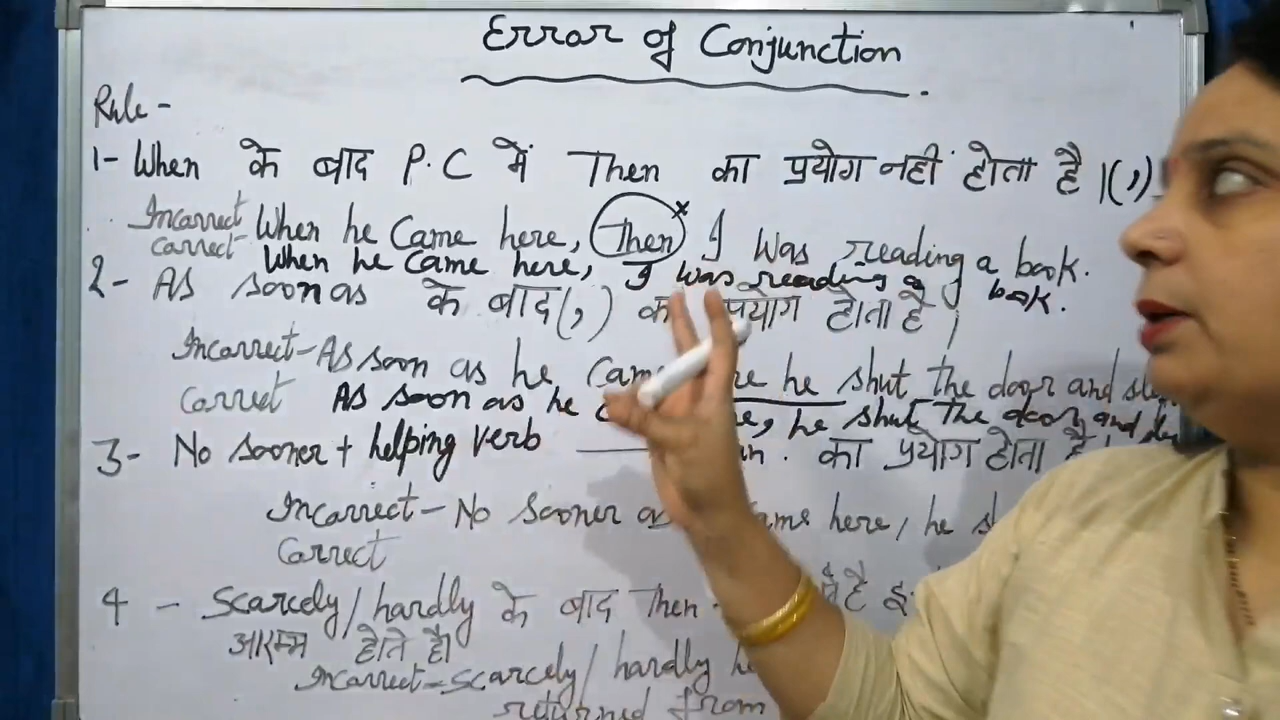 Error of Conjunction
Rule -
1- When के बाद P.C में Then का प्रयोग नहीं होता है ।(,)
Incorrect When he came here, Then I was reading a book.
correct- When he came here, I was reading a book.
2- As soon as के बाद (,) का प्रयोग होता है ।
Incorrect- As soon as he came he shut the door and
Correct As soon as he he shut the door and
3- No sooner + helping verb का प्रयोग होता है
Incorrect - No sooner here, he
Correct
4 - Scarcely/hardly के बाद Then
आरम्भ होते है।
Incorrect- scarcely/hardly
returned from